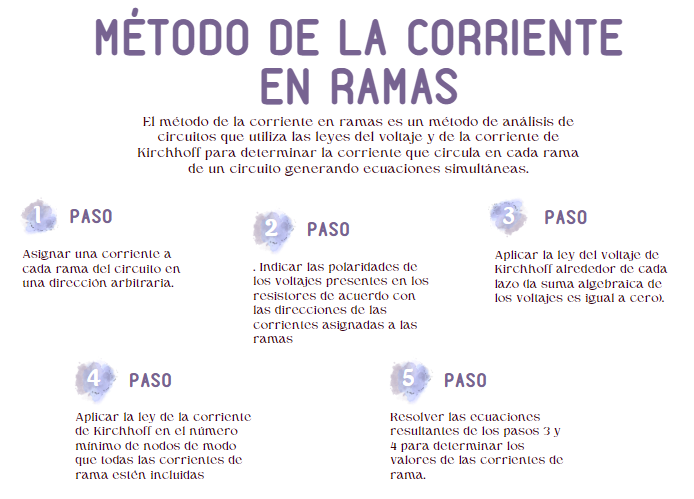 MÉTODO DE LA CORRIENTE
EN RAMAS
El método de la corriente en ramas es un método de análisis de
circuitos que utiliza las leyes del voltaje y de la corriente de
Kirchhoff para determinar la corriente que circula en cada rama
de un circuito generando ecuaciones simultáneas.
1 PASO
Asignar una corriente a
cada rama del circuito en
una dirección arbitraria.
2 PASO
. Indicar las polaridades de
los voltajes presentes en los
resistores de acuerdo con
las direcciones de las
corrientes asignadas a las
ramas
3 PASO
Aplicar la ley del voltaje de
Kirchhoff alrededor de cada
lazo (la suma algebraica de
los voltajes es igual a cero).
4 PASO
Aplicar la ley de la corriente
de Kirchhoff en el número
mínimo de nodos de modo
que todas las corrientes de
rama estén incluidas
5 PASO
Resolver las ecuaciones
resultantes de los pasos 3 y
4 para determinar los
valores de las corrientes de
rama.